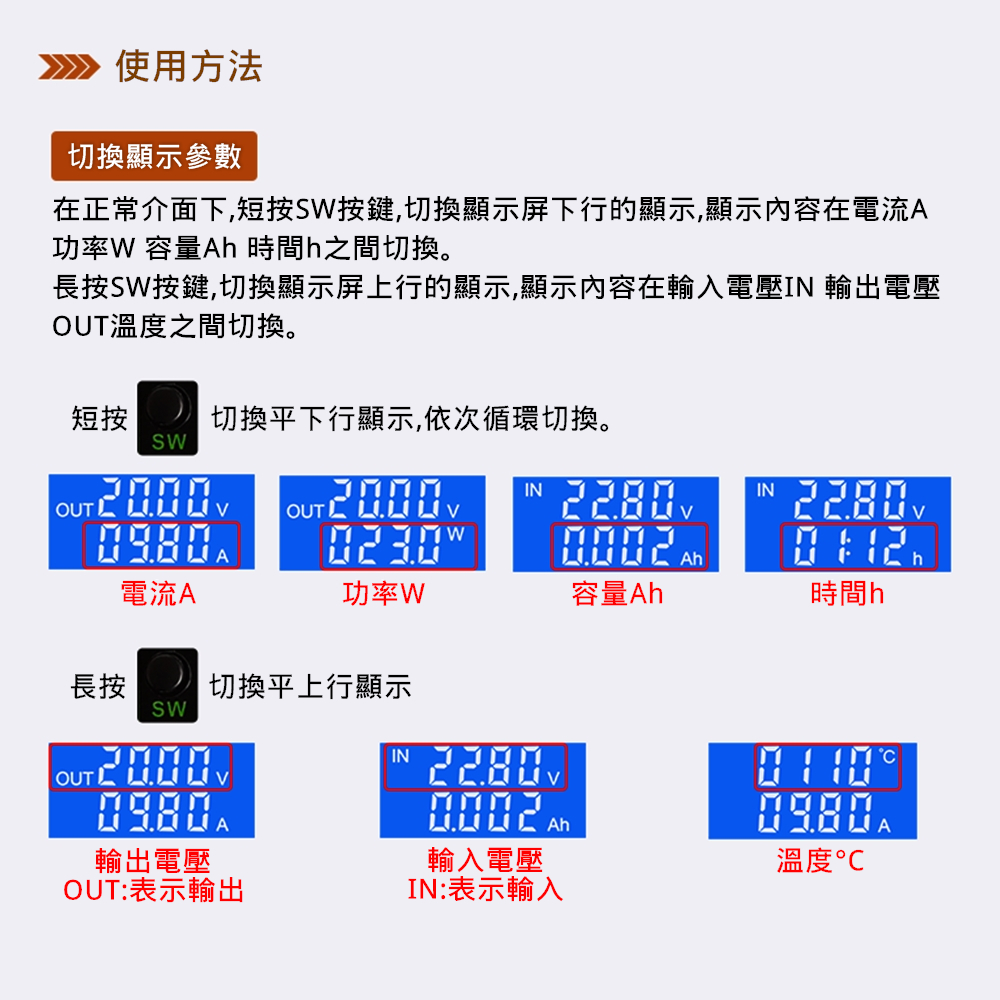 使用方法
切換顯示參數
在正常介面下,短按SW按鍵,切換顯示屏下行的顯示,顯示內容在電流A
功率W 容量Ah 時間h之間切換。
長按SW按鍵,切換顯示屏上行的顯示,顯示內容在輸入電壓IN 輸出電壓
OUT溫度之間切換。
短按 SW 切換平下行顯示,依次循環切換。
OUT 20.00 V
09.80 A
電流A
OUT 20.00 V
023.0 W
功率W
IN 22.80 V
0.002 Ah
容量Ah
IN 22.80 V
01:12 h
時間h
長按 SW 切換平上行顯示
OUT 20.00 V
09.80 A
輸出電壓
OUT:表示輸出
IN 22.80 V
0.002 Ah
輸入電壓
IN:表示輸入
0110 °C
09.80 A
溫度°C